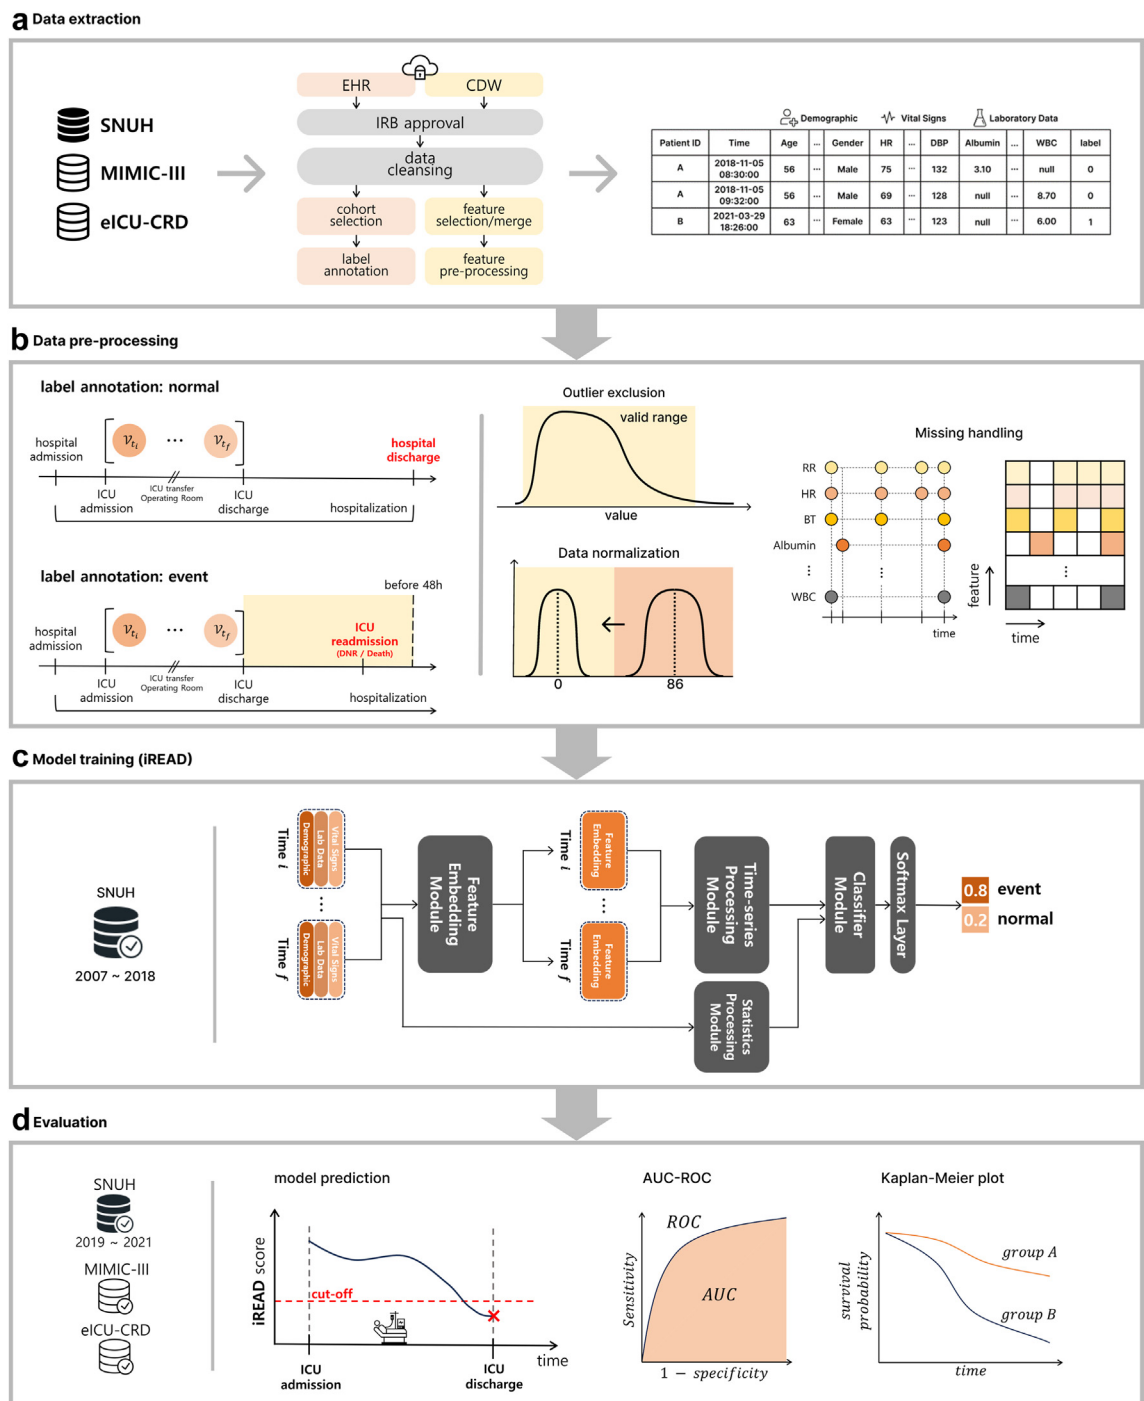 a Data extraction
SNUH
MIMIC-III
eICU-CRD
EHR
CDW
IRB approval
data
cleansing
cohort
selection
feature
selection/merge
label
annotation
feature
pre-processing
Demographic
Vital Signs
Laboratory Data
Patient ID Time Age ... Gender HR ... DBP Albumin ... WBC label
A 2018-11-05 08:30:00 56 ... Male 75 ... 132 3.10 ... null 0
A 2018-11-05 09:32:00 56 ... Male 69 ... 128 null ... 8.70 0
B 2021-03-29 18:26:00 63 ... Female 63 ... 123 null ... 6.00 1
b Data pre-processing
label annotation: normal
𝒱ti ... 𝒱tf
hospital
admission
hospital
discharge
ICU
admission
ICU transfer
Operating Room
ICU
discharge
hospitalization
label annotation: event
before 48h
𝒱ti ... 𝒱tf
hospital
admission
ICU
readmission
(DNR / Death)
ICU
admission
ICU transfer
Operating Room
ICU
discharge
hospitalization
Outlier exclusion
valid range
value
Data normalization
0
86
Missing handling
RR
HR
BT
Albumin
...
WBC
time
feature
...
time
c Model training (iREAD)
SNUH
2007 ~ 2018
Time i
Demographic
Lab Data
Vital Signs
...
Time f
Demographic
Lab Data
Vital Signs
Feature
Embedding
Module
Time i
Feature
Embedding
...
Time f
Feature
Embedding
Time-series
Processing
Module
Statistics
Processing
Module
Classifier
Module
Softmax Layer
0.8 event
0.2 normal
d Evaluation
SNUH
2019 ~ 2021
MIMIC-III
eICU-CRD
model prediction
iREAD score
cut-off
ICU
admission
ICU
discharge
time
AUC-ROC
ROC
AUC
Sensitivity
1 − specificity
Kaplan-Meier plot
survival
probability
group A
group B
time